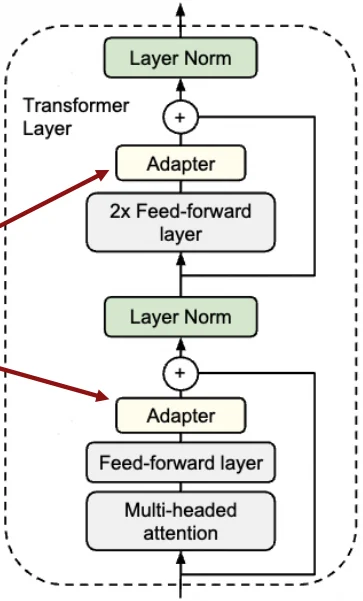 Layer Norm
Transformer
Layer
+
Adapter
2x Feed-forward
layer
Layer Norm
+
Adapter
Feed-forward layer
Multi-headed
attention